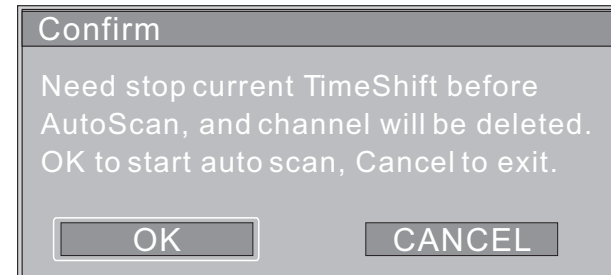 Confirm
Need stop current TimeShift before
AutoScan, and channel will be deleted.
OK to start auto scan, Cancel to exit.
OK
CANCEL